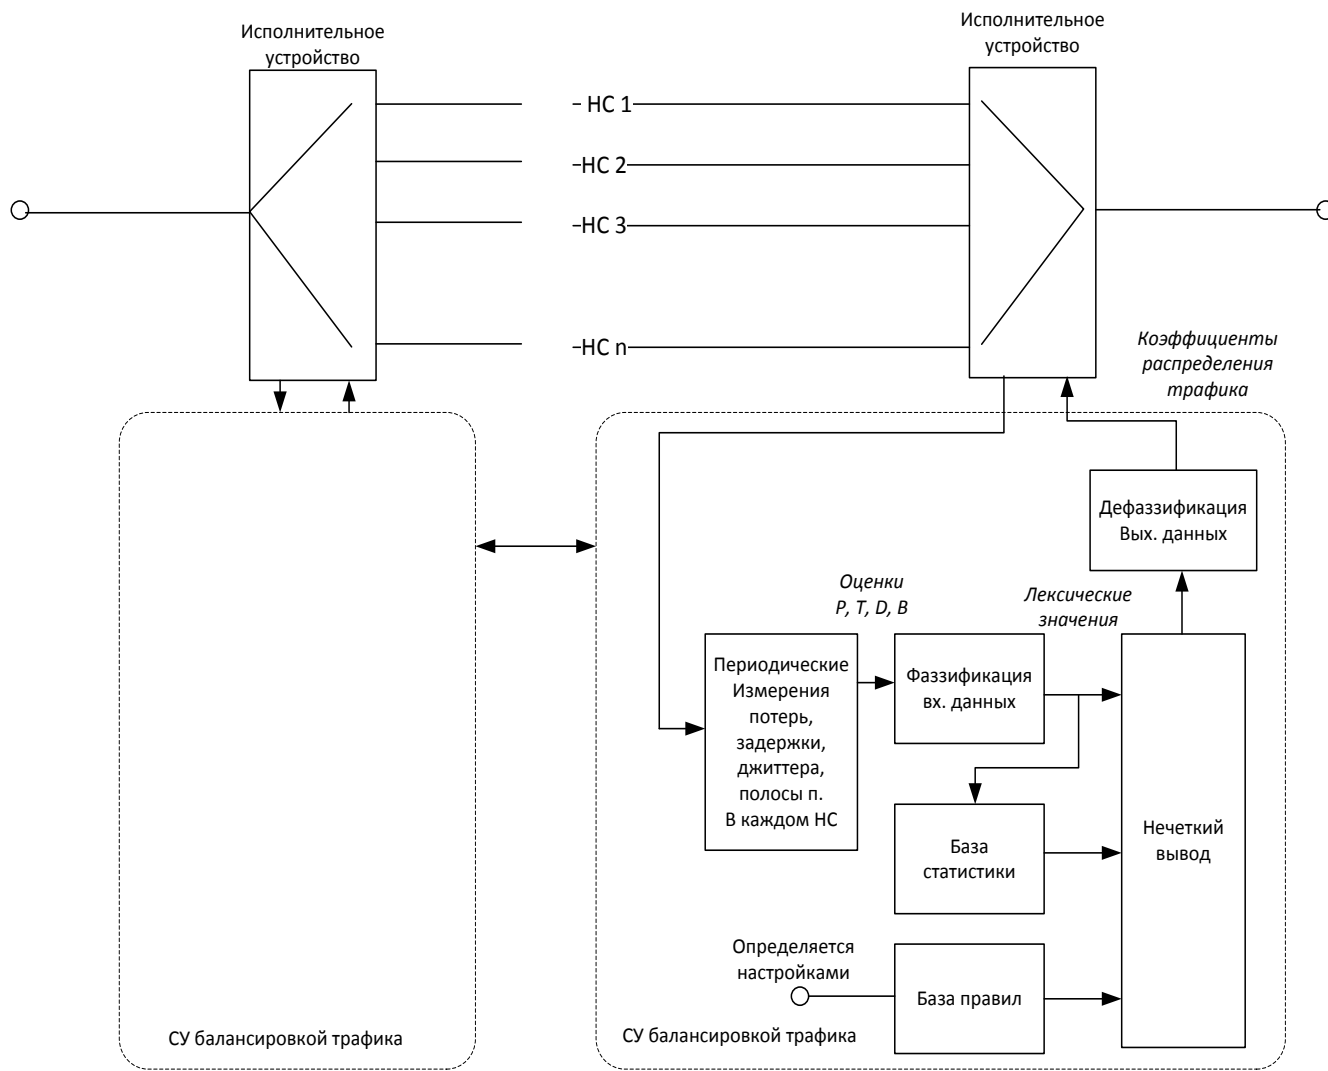 Исполнительное
устройство
Исполнительное
устройство
НС 1
НС 2
НС 3
НС n
Коэффициенты
распределения
трафика
Дефаззификация
Вых. данных
Оценки
P, T, D, B
Лексические
значения
Периодические
Измерения
потерь,
задержки,
джиттера,
полосы п.
В каждом НС
Фаззификация
вх. данных
База
статистики
Нечеткий
вывод
Определяется
настройками
База правил
СУ балансировкой трафика
СУ балансировкой трафика